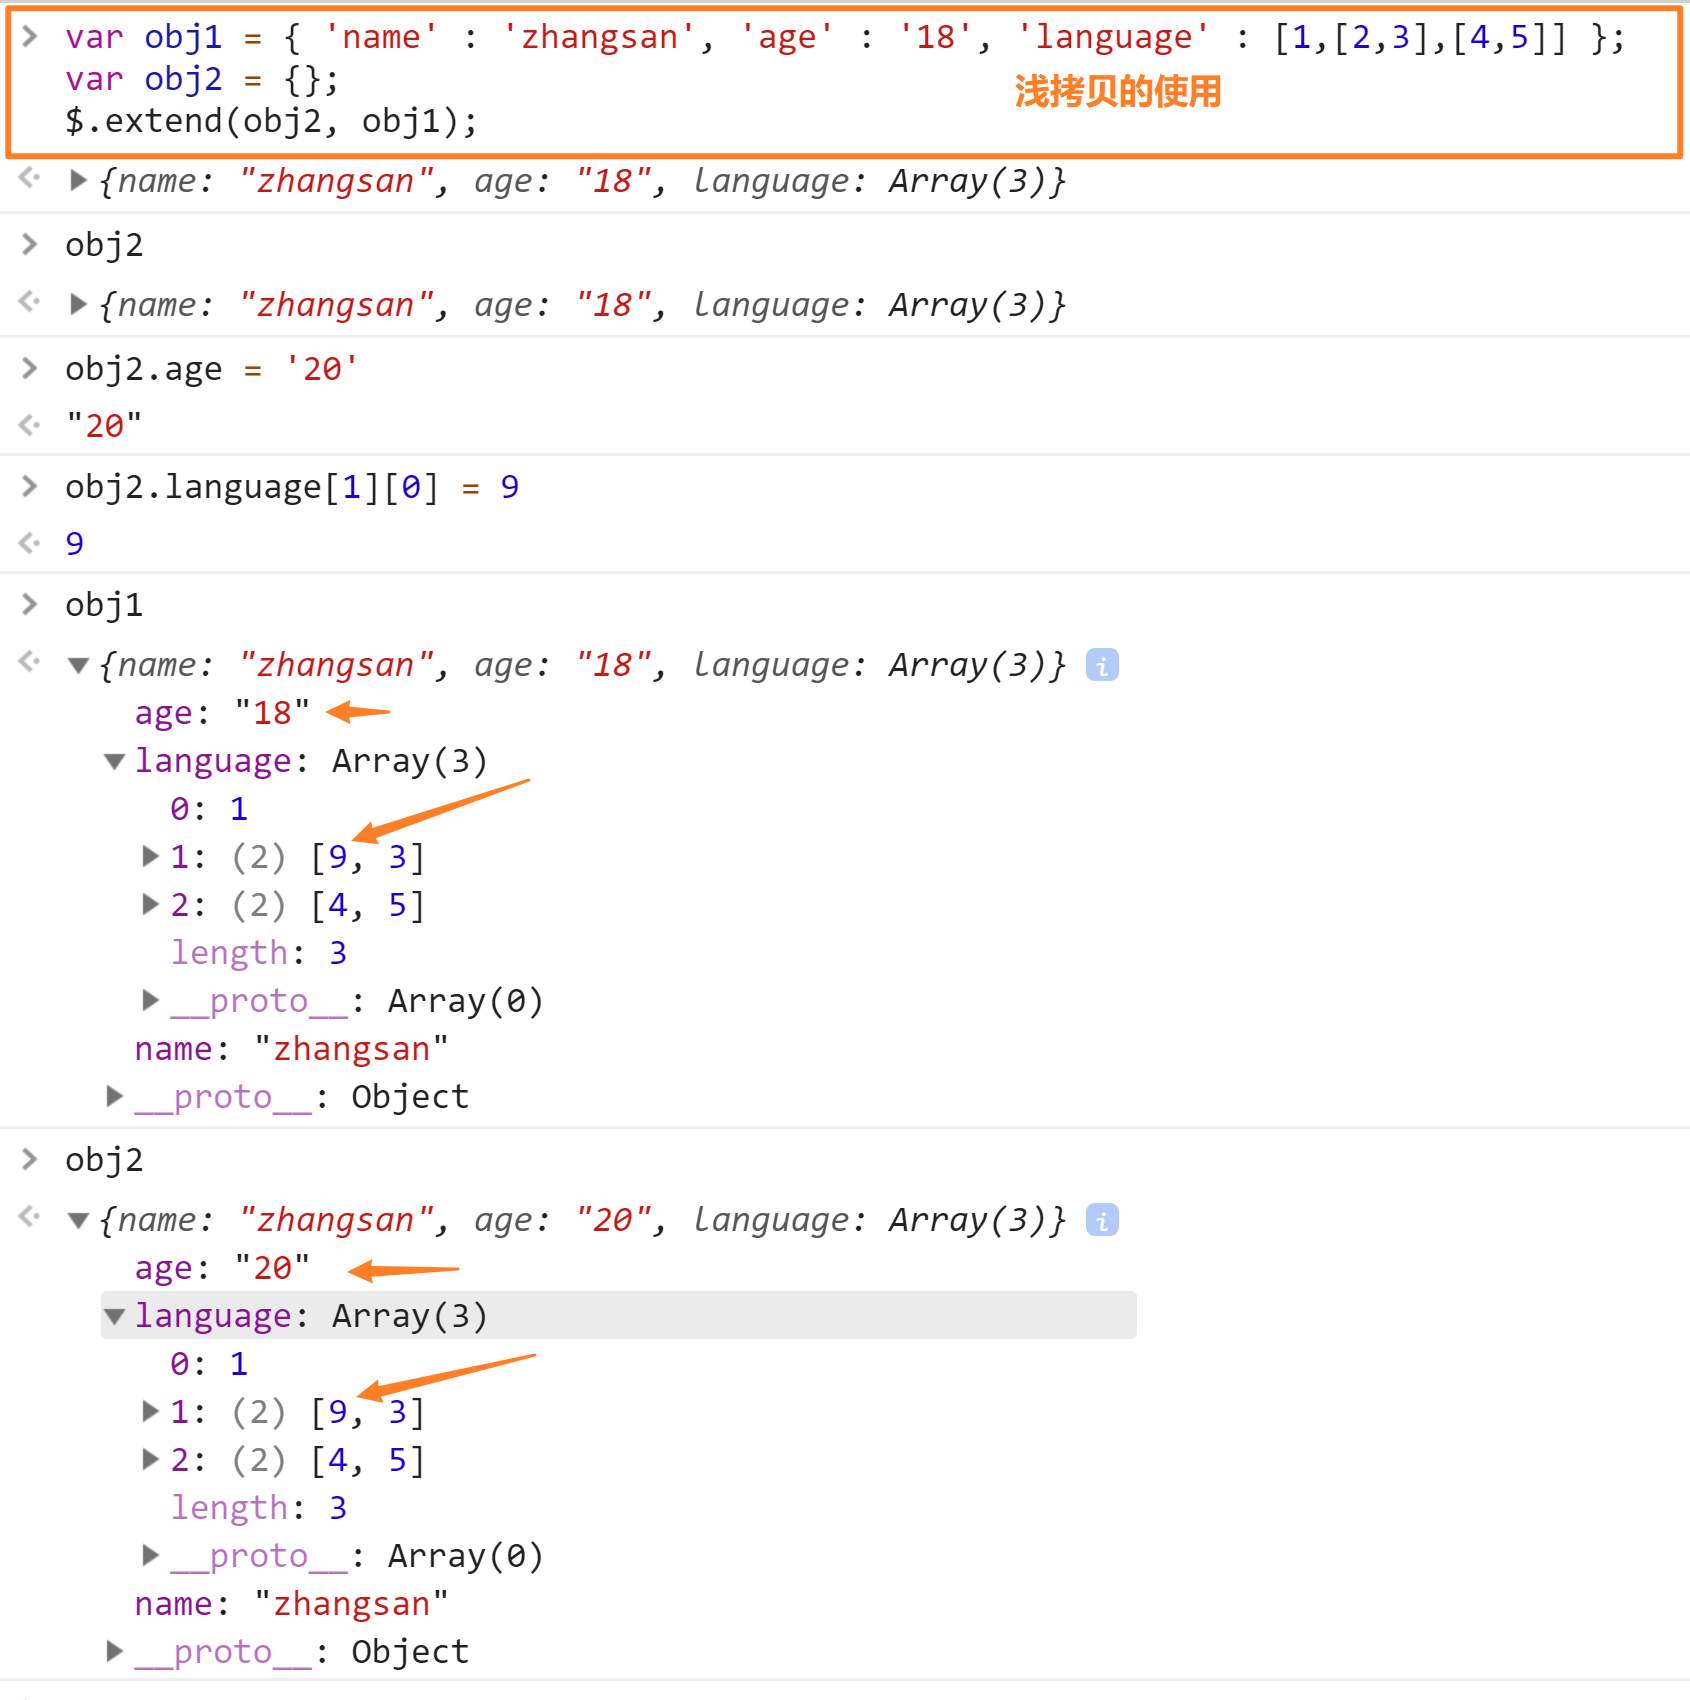 var obj1 = { 'name' : 'zhangsan', 'age' : '18', 'language' : [1,[2,3],[4,5]] };
var obj2 = {};
浅拷贝的使用
$.extend(obj2, obj1);
{name: "zhangsan", age: "18", language: Array(3)}
obj2
{name: "zhangsan", age: "18", language: Array(3)}
obj2.age = '20'
"20"
obj2.language[1][0] = 9
9
obj1
{name: "zhangsan", age: "18", language: Array(3)} i
age: "18"
language: Array(3)
0: 1
1: (2) [9, 3]
2: (2) [4, 5]
length: 3
__proto__: Array(0)
name: "zhangsan"
__proto__: Object
obj2
{name: "zhangsan", age: "20", language: Array(3)} i
age: "20"
language: Array(3)
0: 1
1: (2) [9, 3]
2: (2) [4, 5]
length: 3
__proto__: Array(0)
name: "zhangsan"
__proto__: Object